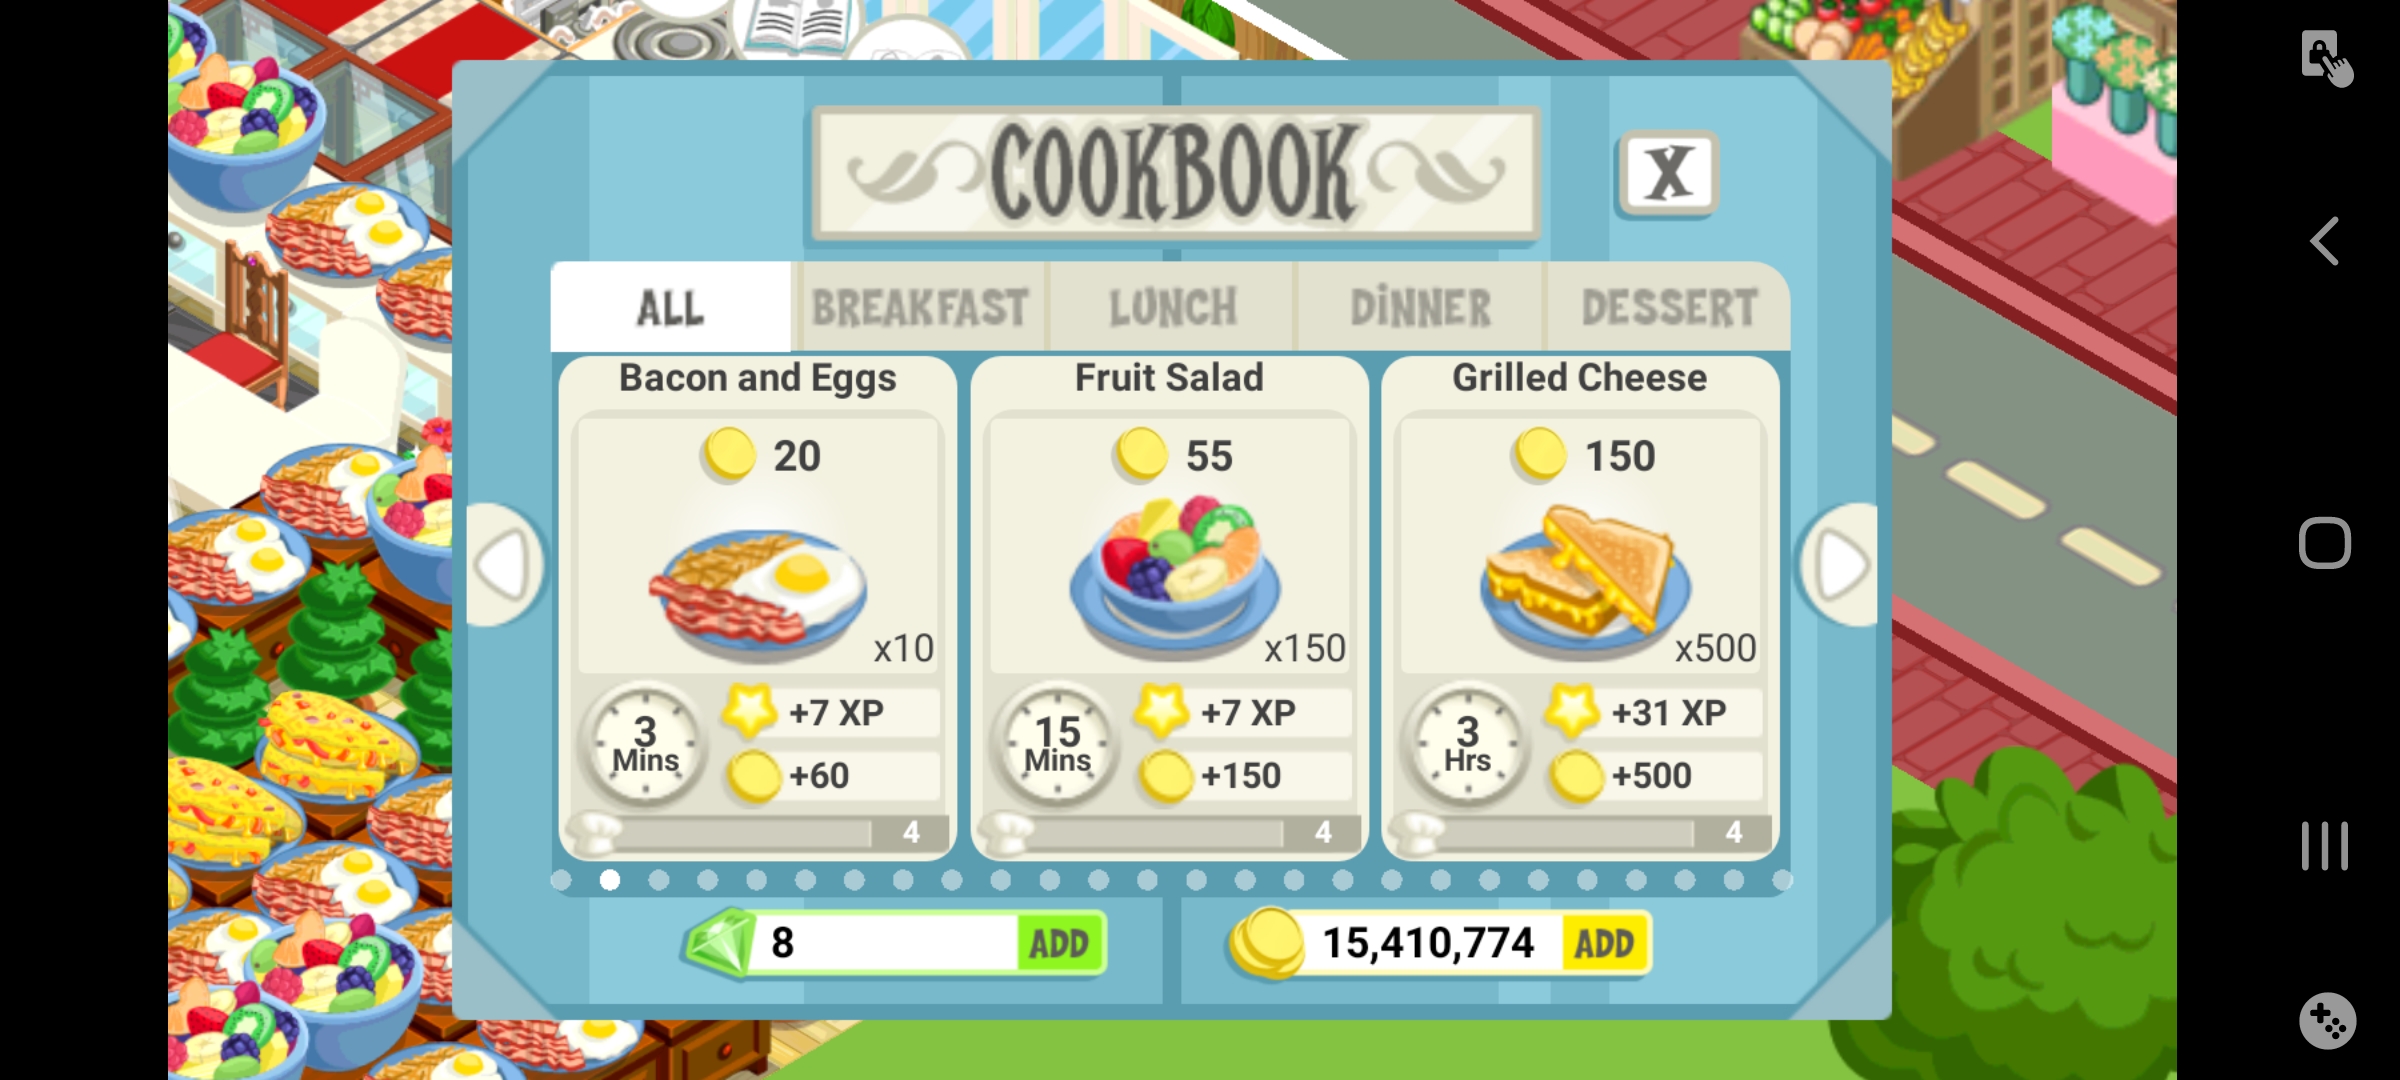 COOKBOOK
X
ALL BREAKFAST LUNCH DINNER DESSERT
Bacon and Eggs
20
x10
3 Mins
+7 XP
+60
4
Fruit Salad
55
x150
15 Mins
+7 XP
+150
4
Grilled Cheese
150
x500
3 Hrs
+31 XP
+500
4
8 ADD
15,410,774 ADD